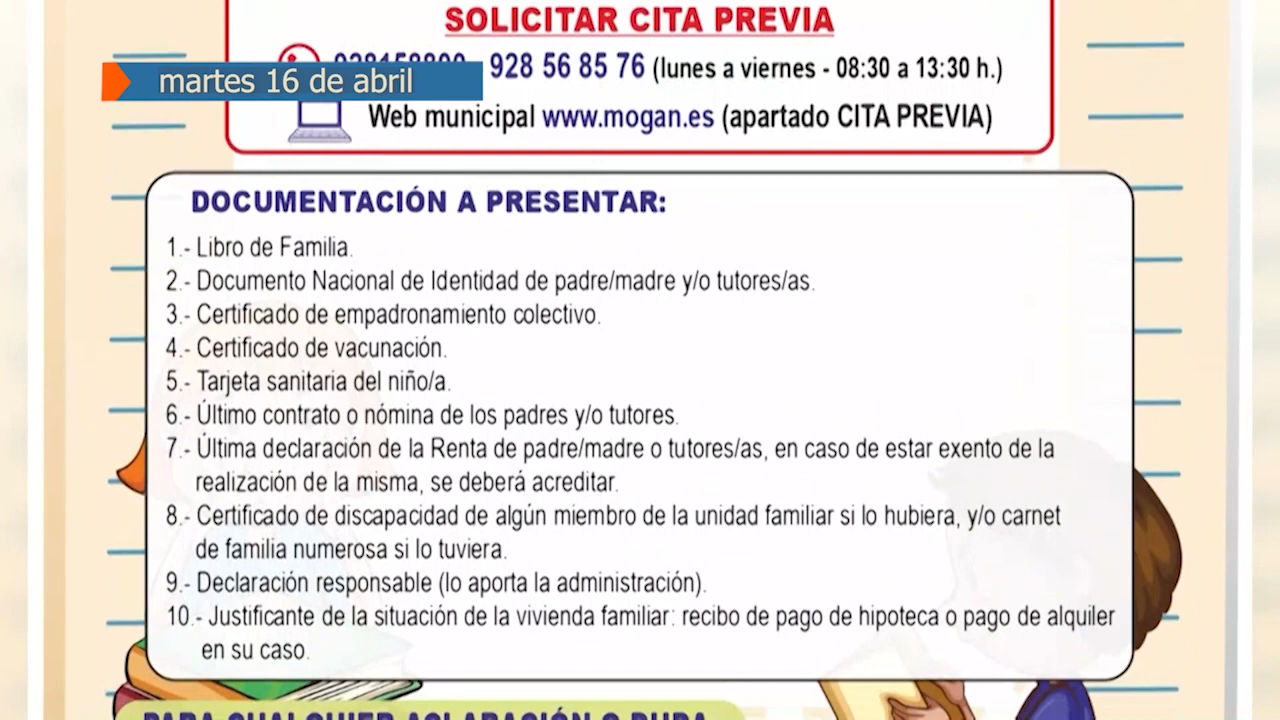 SOLICITAR CITA PREVIA
928 56 85 76 (lunes a viernes - 08:30 a 13:30 h.)
martes 16 de abril
Web municipal www.mogan.es (apartado CITA PREVIA)
DOCUMENTACIÓN A PRESENTAR:
1.- Libro de Familia.
2.- Documento Nacional de Identidad de padre/madre y/o tutores/as.
3.- Certificado de empadronamiento colectivo.
4.- Certificado de vacunación.
5.- Tarjeta sanitaria del niño/a.
6.- Último contrato o nómina de los padres y/o tutores.
7.- Última declaración de la Renta de padre/madre o tutores/as, en caso de estar exento de la
realización de la misma, se deberá acreditar.
8.- Certificado de discapacidad de algún miembro de la unidad familiar si lo hubiera, y/o carnet
de familia numerosa si lo tuviera.
9.- Declaración responsable (lo aporta la administración).
10.- Justificante de la situación de la vivienda familiar: recibo de pago de hipoteca o pago de alquiler
en su caso.
PARA CUALQUIER ACLARACIÓN O DUDA